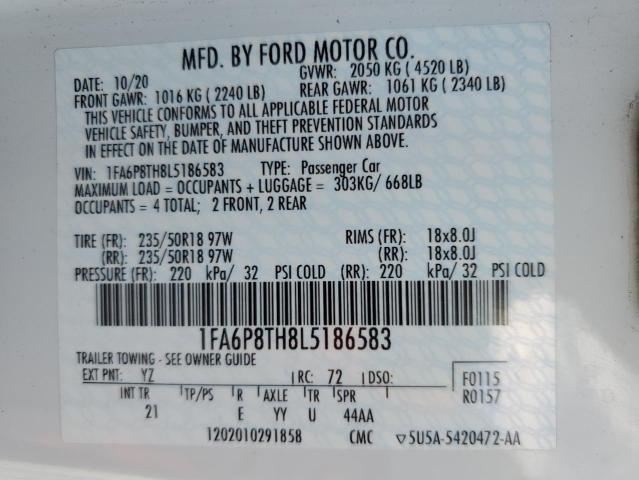 MFD. BY FORD MOTOR CO.
DATE: 10/20 GVWR: 2050 KG ( 4520 LB)
FRONT GAWR: 1016 KG ( 2240 LB) REAR GAWR: 1061 KG ( 2340 LB)
THIS VEHICLE CONFORMS TO ALL APPLICABLE FEDERAL MOTOR
VEHICLE SAFETY, BUMPER, AND THEFT PREVENTION STANDARDS
IN EFFECT ON THE DATE OF MANUFACTURE SHOWN ABOVE.
VIN: 1FA6P8TH8L5186583 TYPE: Passenger Car
MAXIMUM LOAD = OCCUPANTS + LUGGAGE = 303KG/ 668LB
OCCUPANTS = 4 TOTAL; 2 FRONT, 2 REAR
TIRE (FR): 235/50R18 97W RIMS (FR): 18x8.0J
(RR): 235/50R18 97W (RR): 18x8.0J
PRESSURE (FR): 220 kPa/ 32 PSI COLD (RR): 220 kPa/ 32 PSI COLD
1FA6P8TH8L5186583
TRAILER TOWING - SEE OWNER GUIDE
EXT PNT: YZ RC: 72 DSO: F0115
INT TR TP/PS R AXLE TR SPR R0157
21 E YY U 44AA
1202010291858 CMC ▽5U5A-5420472-AA